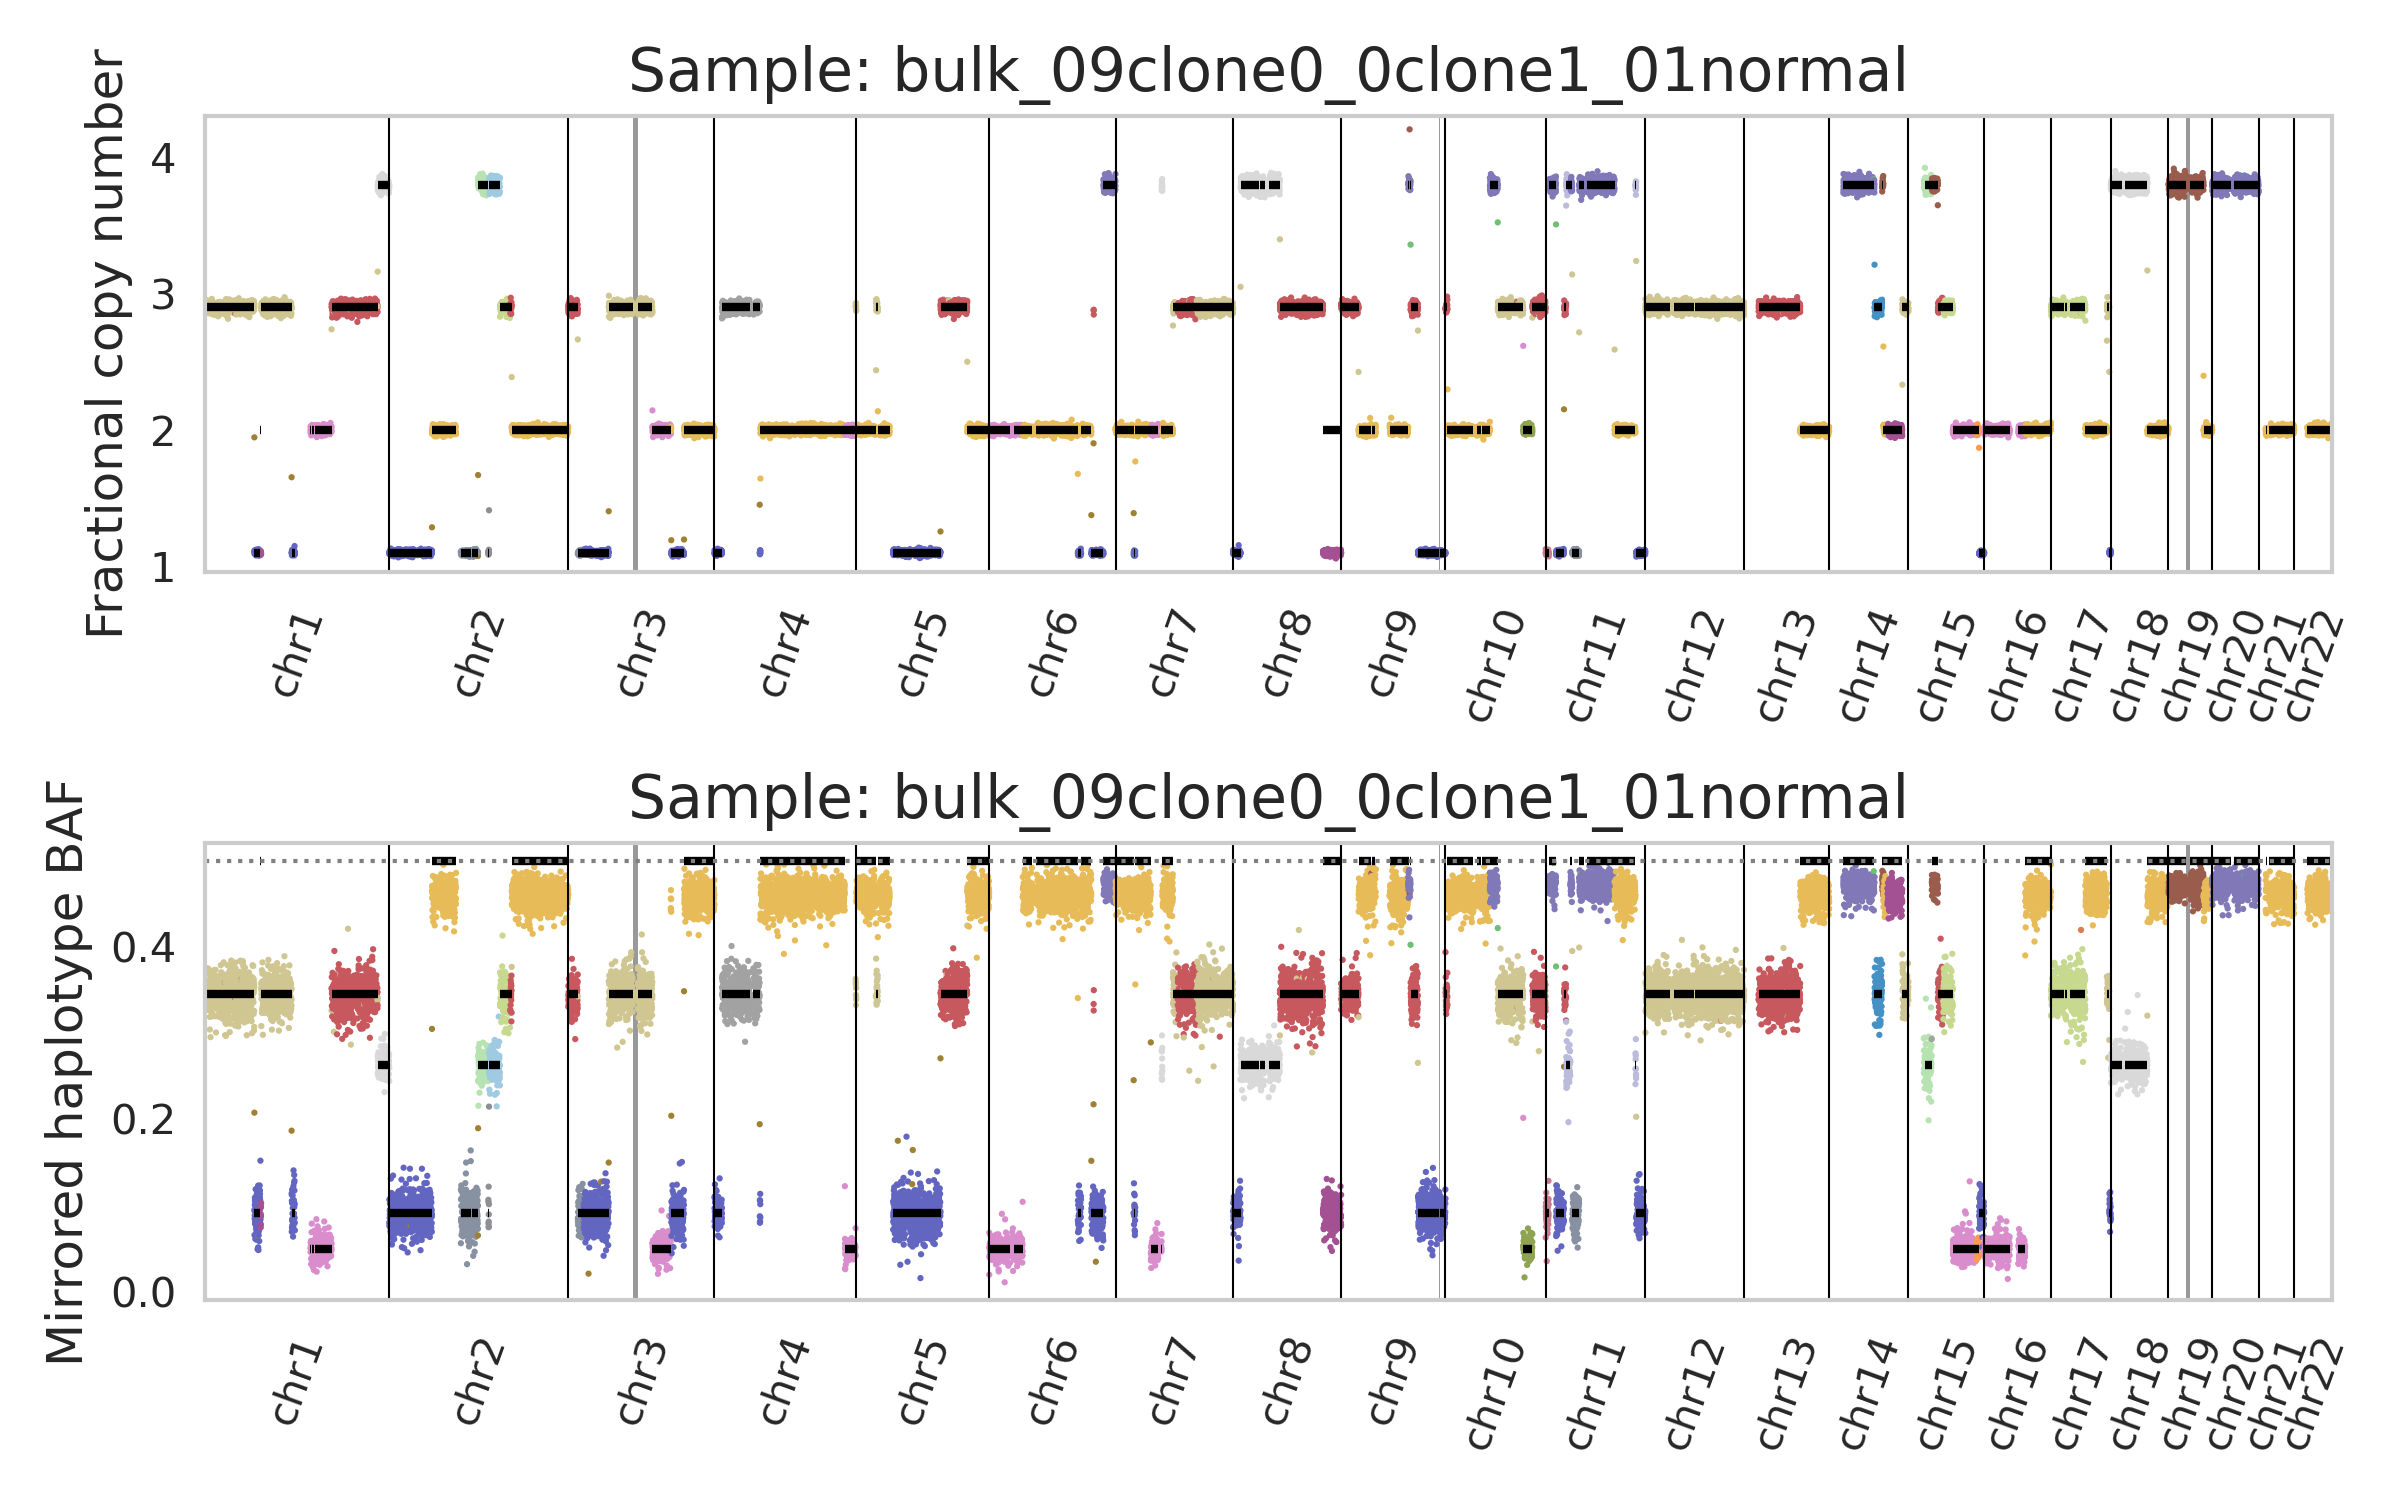 Sample: bulk_09clone0_0clone1_01normal
Fractional copy number
4
3
2
1
chr1 chr2 chr3 chr4 chr5 chr6 chr7 chr8 chr9 chr10 chr11 chr12 chr13 chr14 chr15 chr16 chr17 chr18 chr19 chr20 chr21 chr22
Sample: bulk_09clone0_0clone1_01normal
Mirrored haplotype BAF
0.4
0.2
0.0
chr1 chr2 chr3 chr4 chr5 chr6 chr7 chr8 chr9 chr10 chr11 chr12 chr13 chr14 chr15 chr16 chr17 chr18 chr19 chr20 chr21 chr22